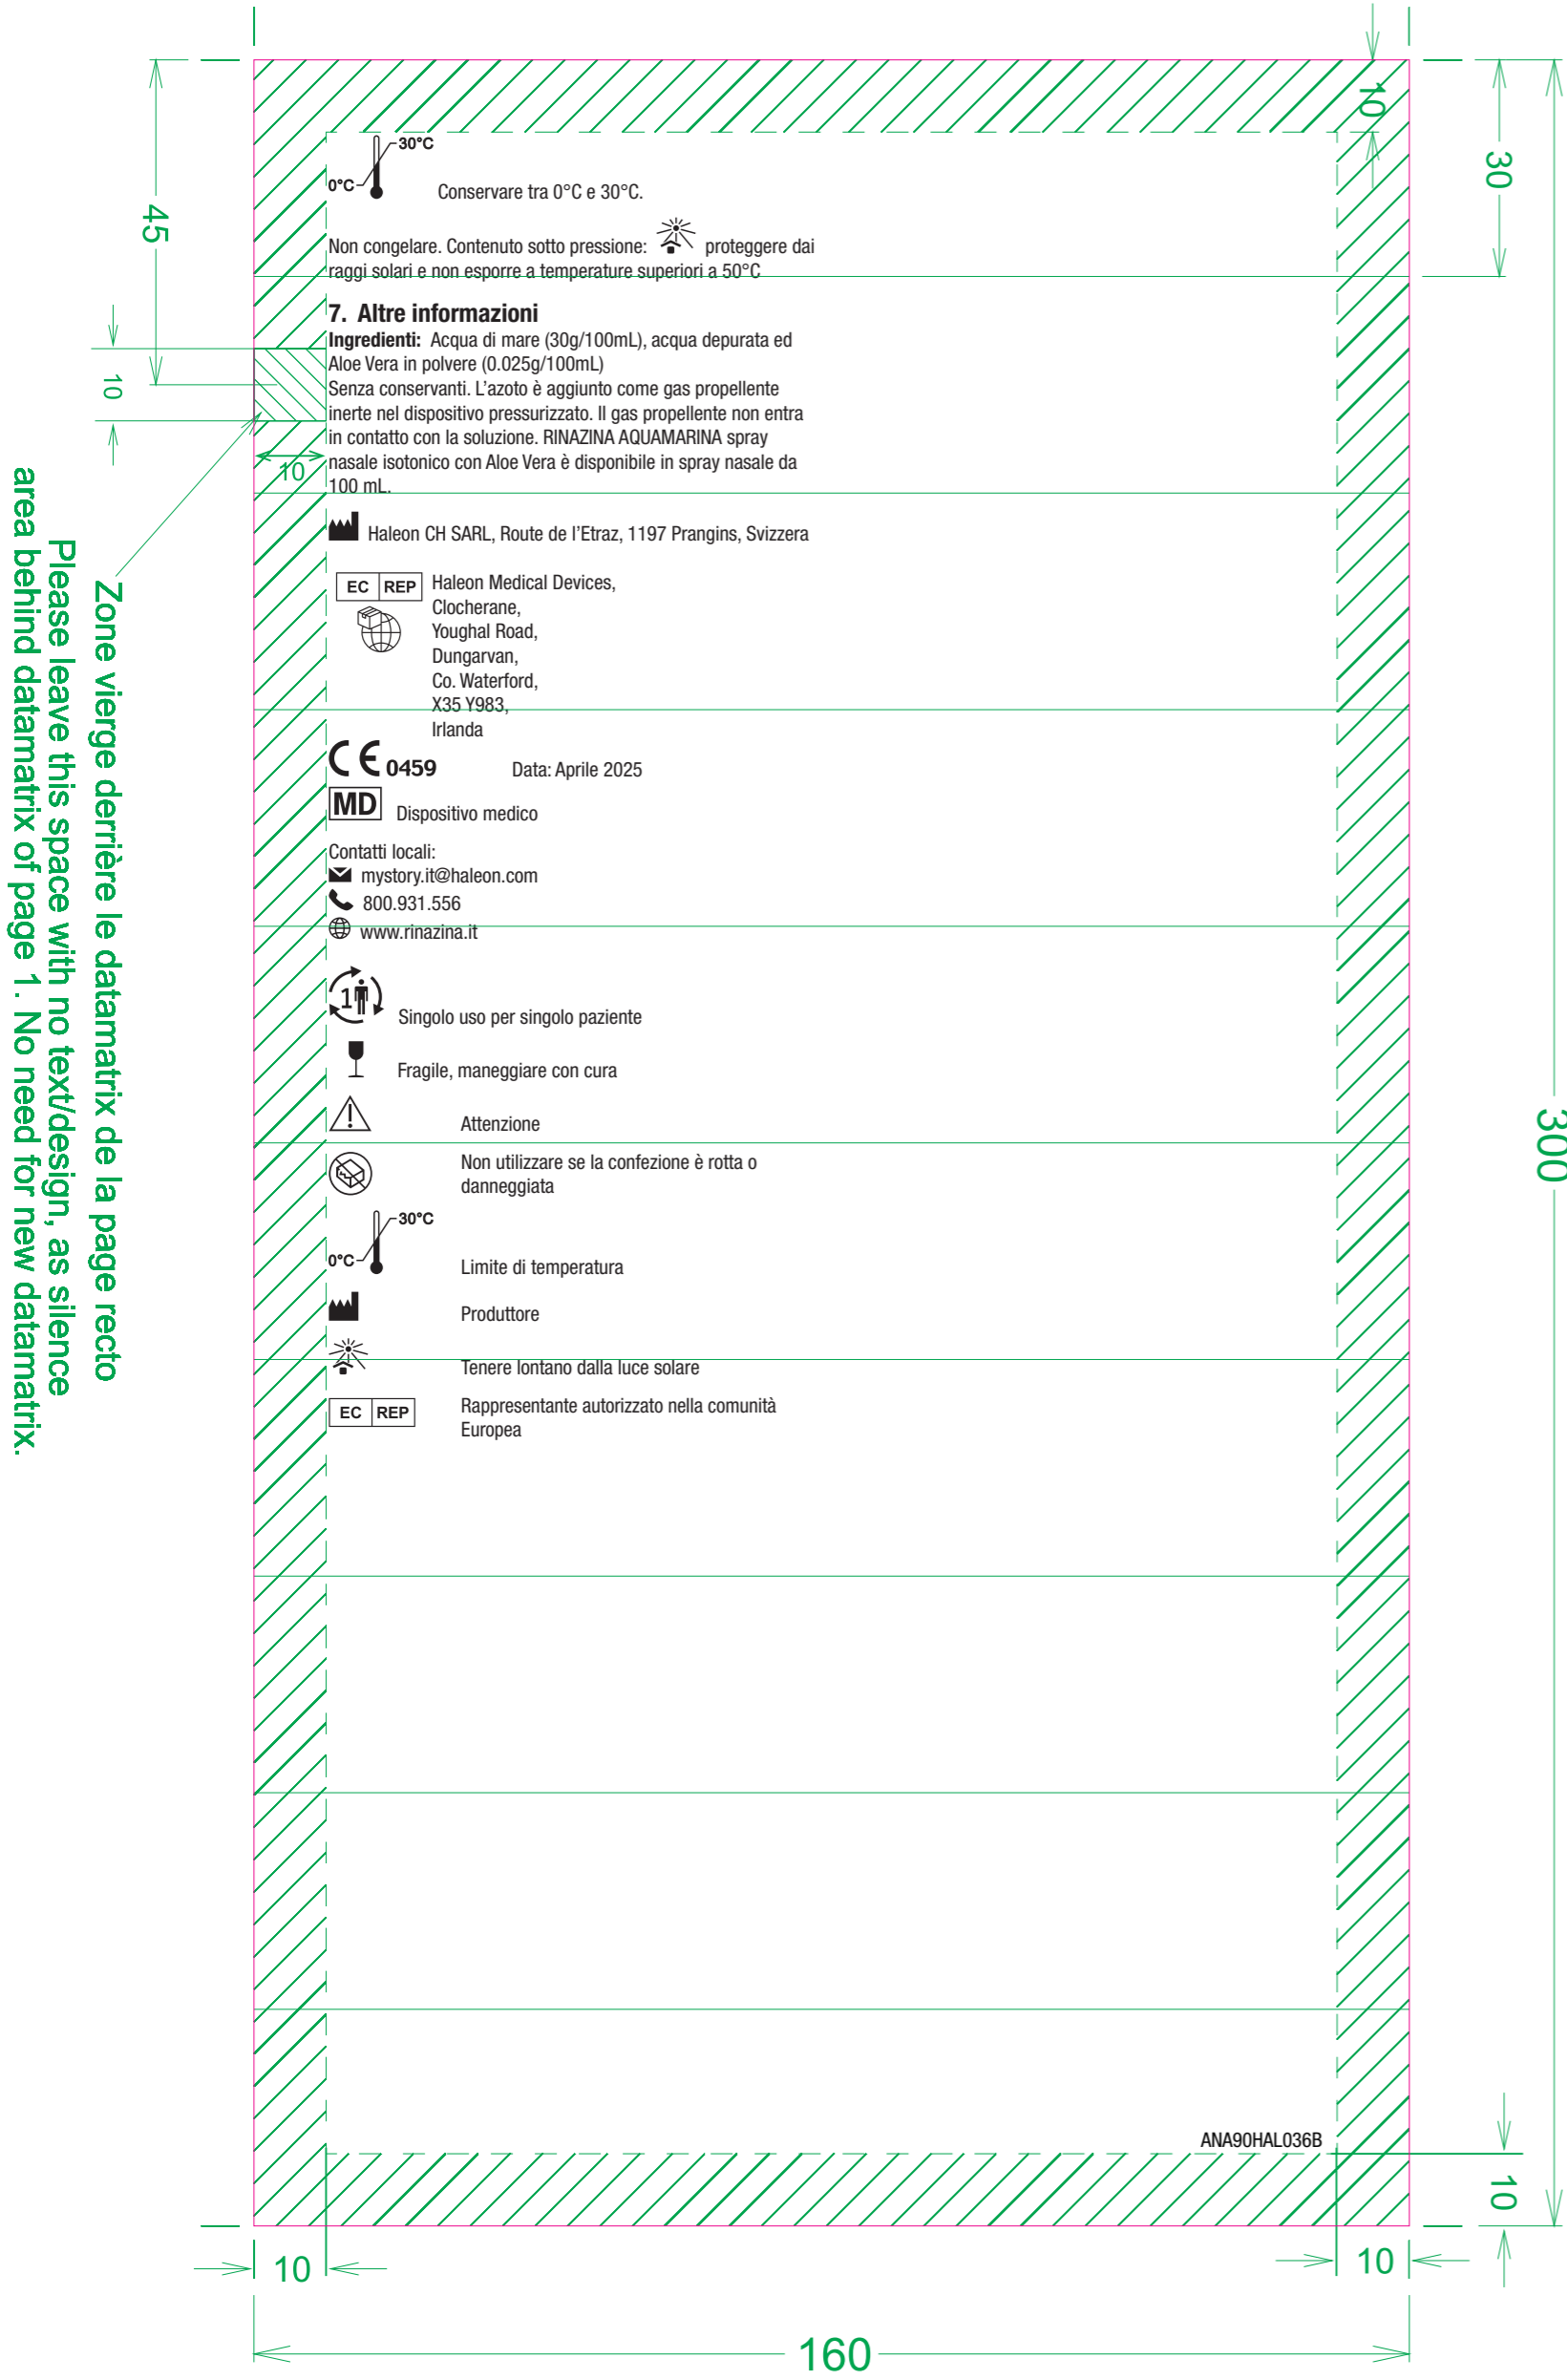 10
30
45
10
10
300
30°C
0°C
Conservare tra 0°C e 30°C.
Non congelare. Contenuto sotto pressione: proteggere dai
raggi solari e non esporre a temperature superiori a 50°C
7. Altre informazioni
Ingredienti: Acqua di mare (30g/100mL), acqua depurata ed
Aloe Vera in polvere (0.025g/100mL)
Senza conservanti. L'azoto è aggiunto come gas propellente
inerte nel dispositivo pressurizzato. Il gas propellente non entra
in contatto con la soluzione. RINAZINA AQUAMARINA spray
nasale isotonico con Aloe Vera è disponibile in spray nasale da
100 mL.
Haleon CH SARL, Route de l'Etraz, 1197 Prangins, Svizzera
EC REP
Haleon Medical Devices,
Clocherane,
Youghal Road,
Dungarvan,
Co. Waterford,
X35 Y983,
Irlanda
CE 0459
Data: Aprile 2025
MD
Dispositivo medico
Contatti locali:
mystory.it@haleon.com
800.931.556
www.rinazina.it
1
Singolo uso per singolo paziente
Fragile, maneggiare con cura
Attenzione
Non utilizzare se la confezione è rotta o
danneggiata
30°C
0°C
Limite di temperatura
Produttore
Tenere lontano dalla luce solare
EC REP
Rappresentante autorizzato nella comunità
Europea
ANA90HAL036B
10
10
10
160
Zone vierge derrière le datamatrix de la page recto
Please leave this space with no text/design, as silence
area behind datamatrix of page 1. No need for new datamatrix.